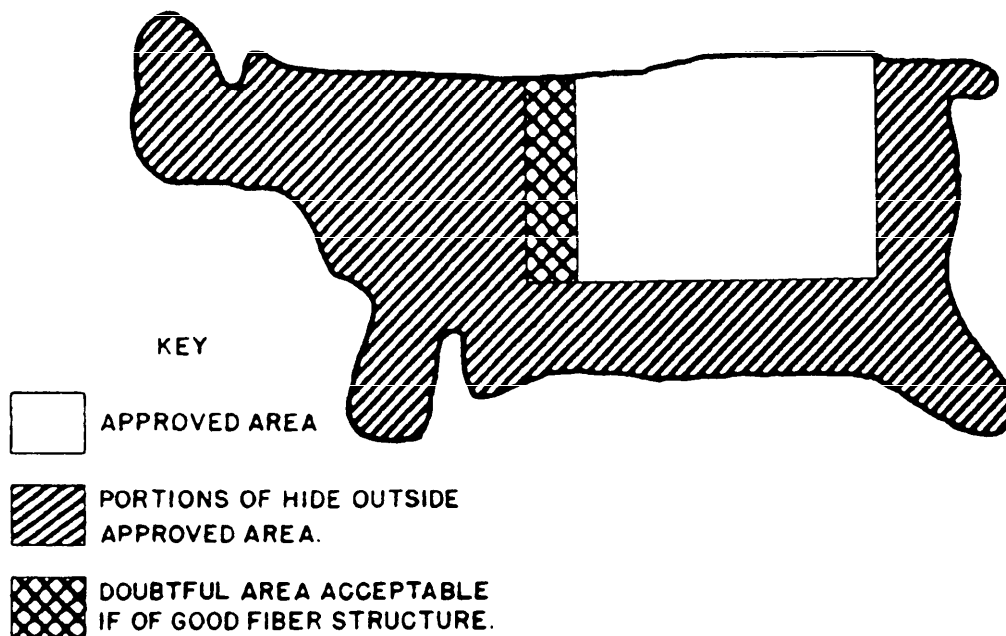 KEY
APPROVED AREA
PORTIONS OF HIDE OUTSIDE
APPROVED AREA.
DOUBTFUL AREA ACCEPTABLE
IF OF GOOD FIBER STRUCTURE.